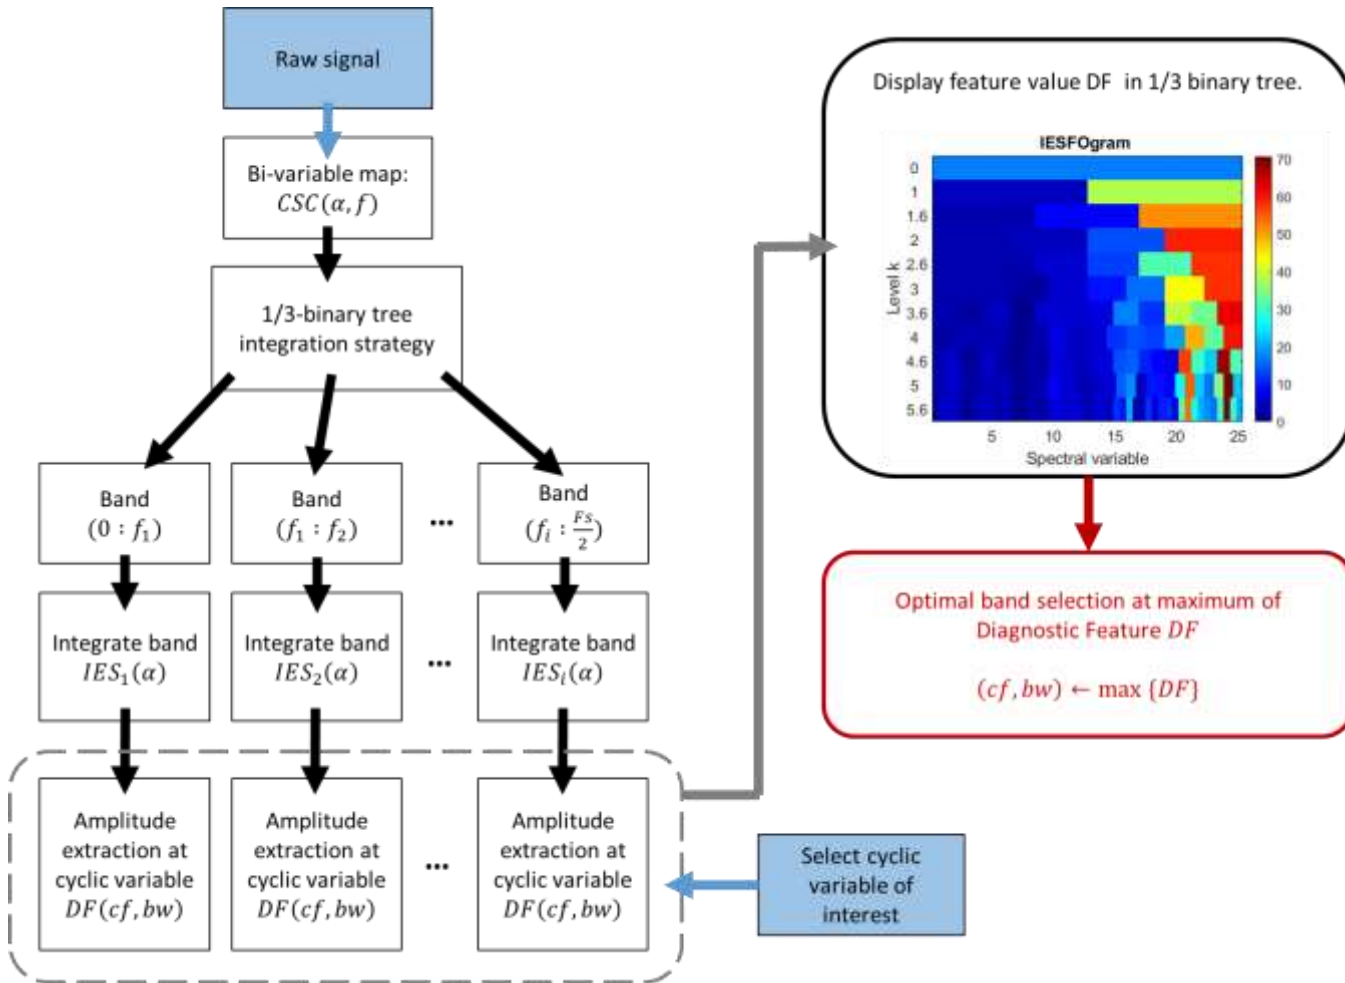 Raw signal
Bi-variable map:
CSC(α, f)
1/3-binary tree
integration strategy
Band
(0 : f₁)
Band
(f₁ : f₂)
...
Band
(fᵢ : Fs/2)
Integrate band
IES₁(α)
Integrate band
IES₂(α)
...
Integrate band
IESᵢ(α)
Amplitude
extraction at
cyclic variable
DF(cf, bw)
Amplitude
extraction at
cyclic variable
DF(cf, bw)
...
Amplitude
extraction at
cyclic variable
DF(cf, bw)
Select cyclic
variable of
interest
Display feature value DF in 1/3 binary tree.
IESFOgram
Level k
0
1
1.6
2
2.6
3
3.6
4
4.6
5
5.6
5 10 15 20 25
Spectral variable
70
60
50
40
30
20
10
0
Optimal band selection at maximum of
Diagnostic Feature DF
(cf, bw) ← max {DF}